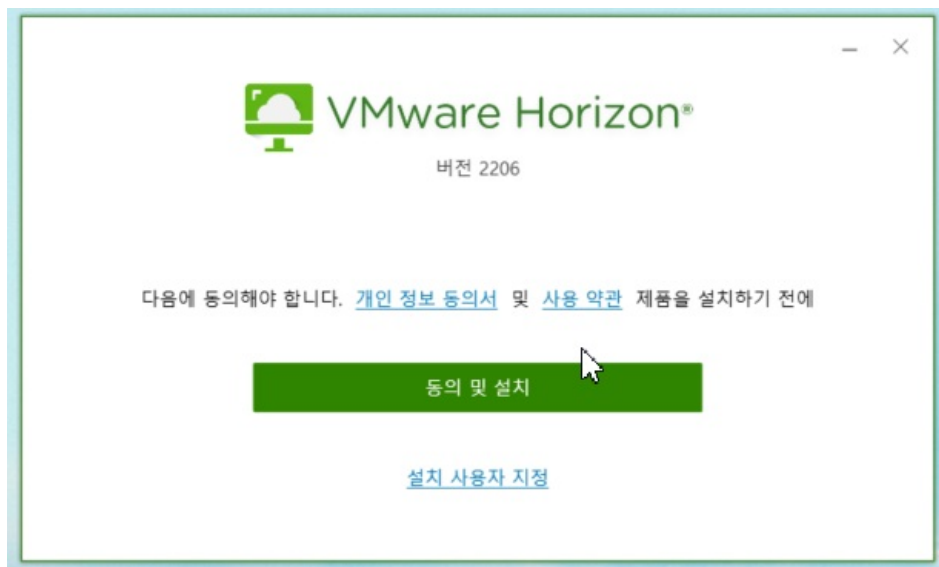 VMware Horizon®
버전 2206
다음에 동의해야 합니다. 개인 정보 동의서 및 사용 약관 제품을 설치하기 전에
동의 및 설치
설치 사용자 지정